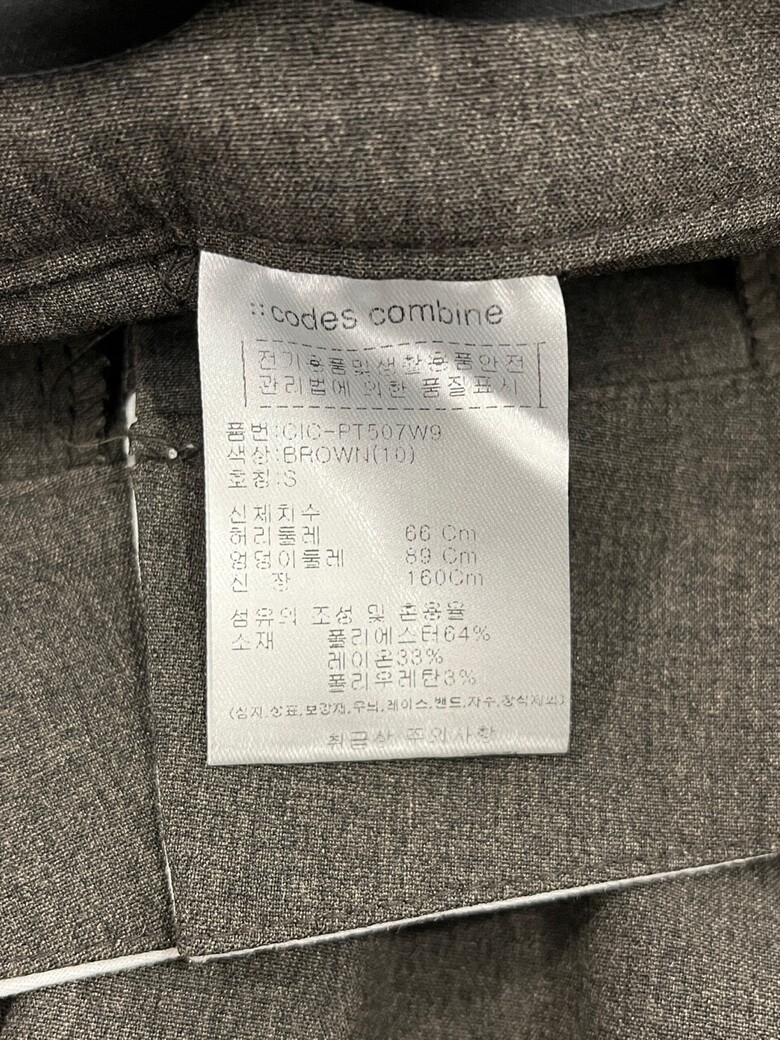 ::codes combine
전기용품및생활용품안전
관리법에 의한 품질표시
품번:CIC-PT507W9
색상:BROWN(10)
호칭:S
신체치수
허리둘레 66 Cm
엉덩이둘레 89 Cm
신 장 160Cm
섬유의 조성 및 혼용율
소재 폴리에스터64%
레이온33%
폴리우레탄3%
(심지,상표,보강재,무늬,레이스,밴드,자수,장식제외)
취급상 주의사항